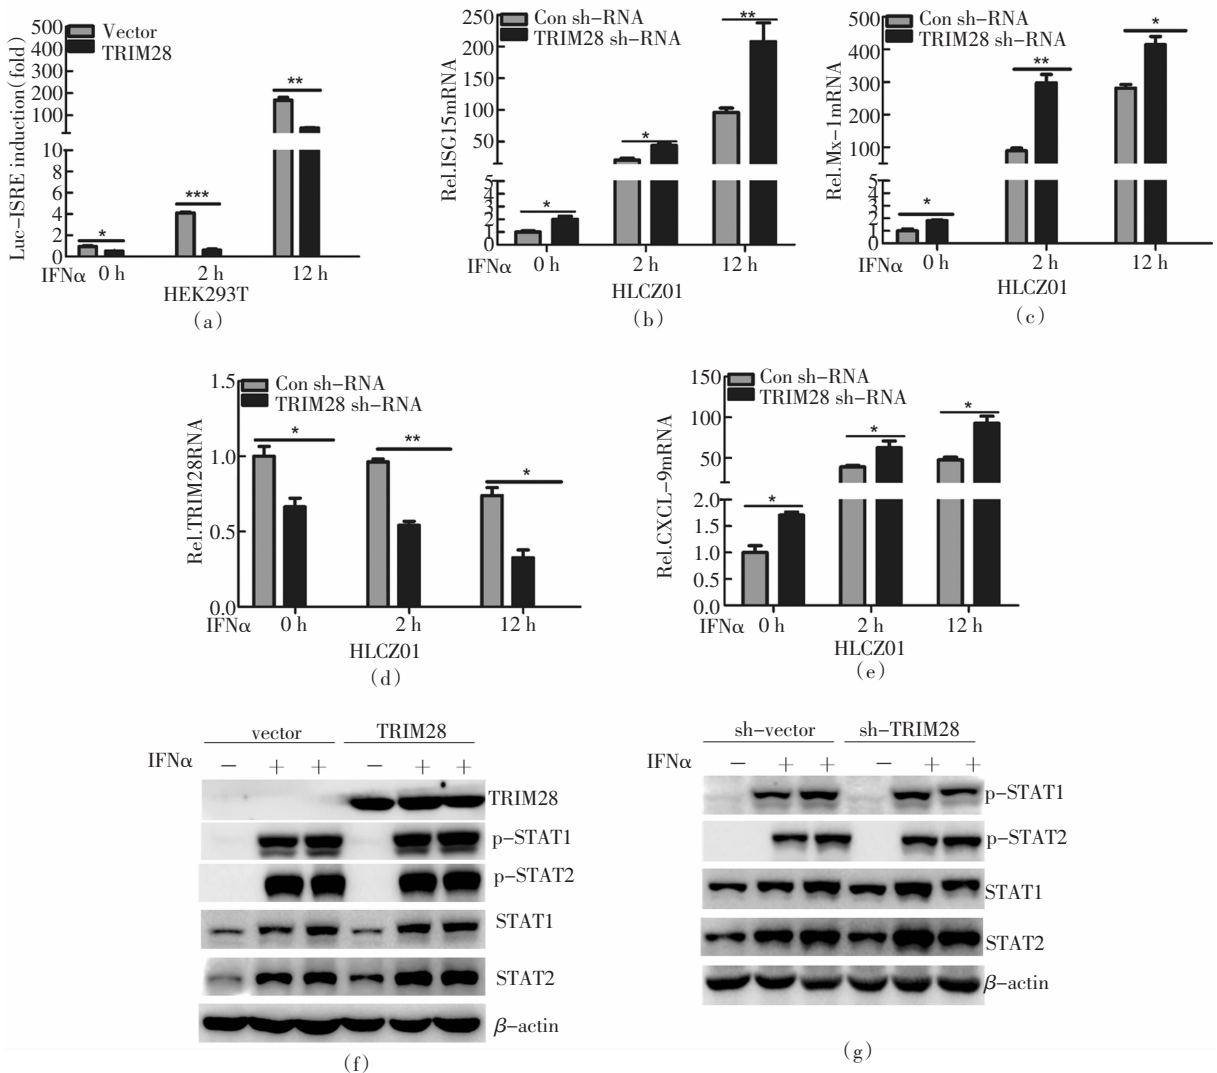 Luc-ISRE induction(fold)
500
400
300
200
100
10
8
6
4
2
0
Vector
TRIM28
*
***
**
IFNα 0 h 2 h 12 h
HEK293T
(a)
Rel.ISG15mRNA
250
200
150
100
50
5
4
3
2
1
0
Con sh-RNA
TRIM28 sh-RNA
*
*
**
IFNα 0 h 2 h 12 h
HLCZ01
(b)
Rel.Mx-1mRNA
500
400
300
200
100
5
4
3
2
1
0
Con sh-RNA
TRIM28 sh-RNA
*
**
*
IFNα 0 h 2 h 12 h
HLCZ01
(c)
Rel.TRIM28RNA
1.5
1.0
0.5
0.0
Con sh-RNA
TRIM28 sh-RNA
*
**
*
IFNα 0 h 2 h 12 h
HLCZ01
(d)
Rel.CXCL-9mRNA
150
100
50
2.0
1.5
1.0
0.5
0.0
Con sh-RNA
TRIM28 sh-RNA
*
*
*
IFNα 0 h 2 h 12 h
HLCZ01
(e)
vector TRIM28
IFNα − + + − + +
TRIM28
p-STAT1
p-STAT2
STAT1
STAT2
β-actin
(f)
sh-vector sh-TRIM28
IFNα − + + − + +
p-STAT1
p-STAT2
STAT1
STAT2
β-actin
(g)